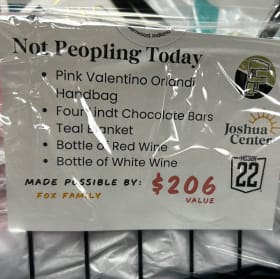 Not Peopling Today
• Pink Valentino Orlandi
Handbag
• Four Lindt Chocolate Bars
Teal Blanket
• Bottle of Red Wine
• Bottle of White Wine
MADE POSSIBLE BY:
FOX FAMILY
$206
VALUE
Joshua
Center
MISSION
22